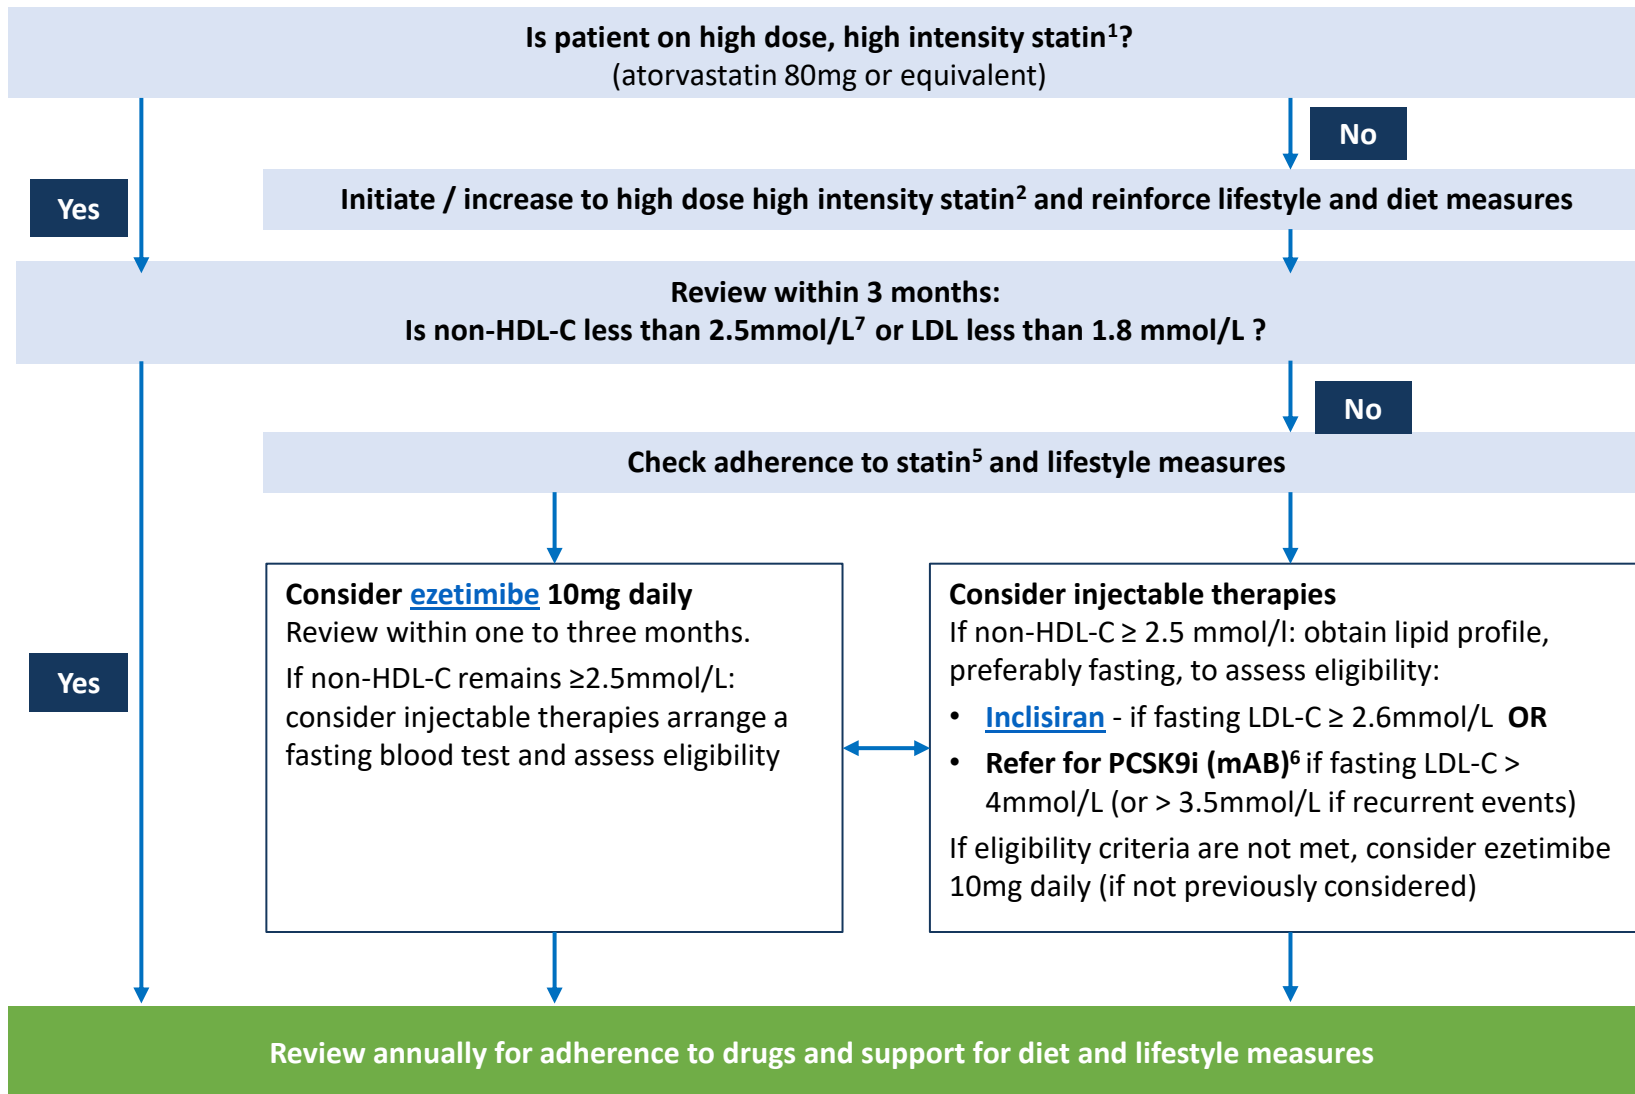 Is patient on high dose, high intensity statin¹?
(atorvastatin 80mg or equivalent)
No
Yes
Initiate / increase to high dose high intensity statin² and reinforce lifestyle and diet measures
Review within 3 months:
Is non-HDL-C less than 2.5mmol/L⁷ or LDL less than 1.8 mmol/L ?
No
Check adherence to statin⁵ and lifestyle measures
Yes
Consider ezetimibe 10mg daily
Review within one to three months.
If non-HDL-C remains ≥2.5mmol/L:
consider injectable therapies arrange a
fasting blood test and assess eligibility
Consider injectable therapies
If non-HDL-C ≥ 2.5 mmol/l: obtain lipid profile,
preferably fasting, to assess eligibility:
• Inclisiran - if fasting LDL-C ≥ 2.6mmol/L OR
• Refer for PCSK9i (mAB)⁶ if fasting LDL-C >
4mmol/L (or > 3.5mmol/L if recurrent events)
If eligibility criteria are not met, consider ezetimibe
10mg daily (if not previously considered)
Review annually for adherence to drugs and support for diet and lifestyle measures